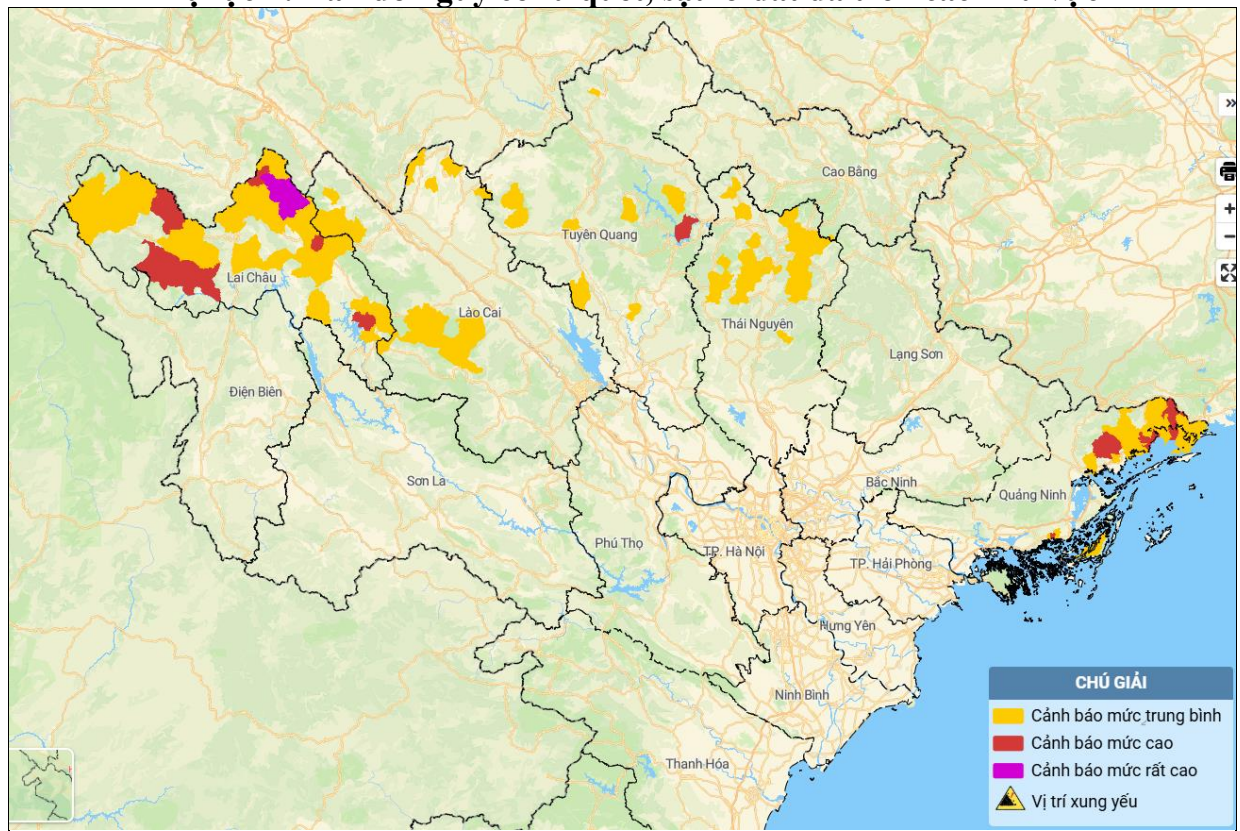 Cao Bằng
Tuyên Quang
Lai Châu
Lào Cai
Thái Nguyên
Lạng Sơn
Điện Biên
Sơn La
Bắc Ninh
Quảng Ninh
Phú Thọ
TP. Hà Nội
TP. Hải Phòng
Hưng Yên
Ninh Bình
Thanh Hóa
»
+
−
CHÚ GIẢI
Cảnh báo mức trung bình
Cảnh báo mức cao
Cảnh báo mức rất cao
Vị trí xung yếu